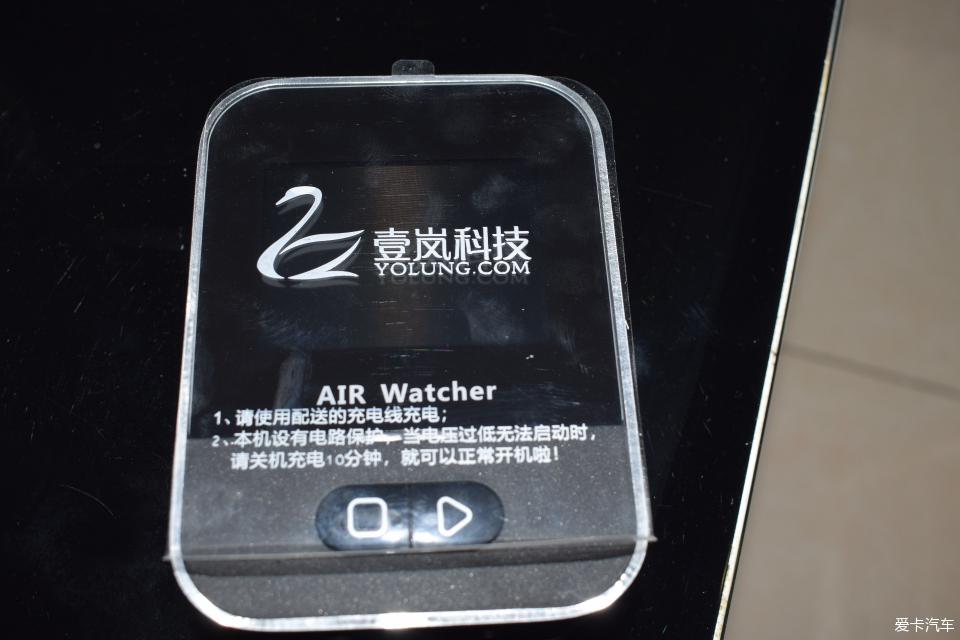 壹岚科技
YOLUNG.COM
AIR Watcher
1、请使用配送的充电线充电；
2、本机设有电路保护，当电压过低无法启动时，
请关机充电10分钟，就可以正常开机啦！
爱卡汽车